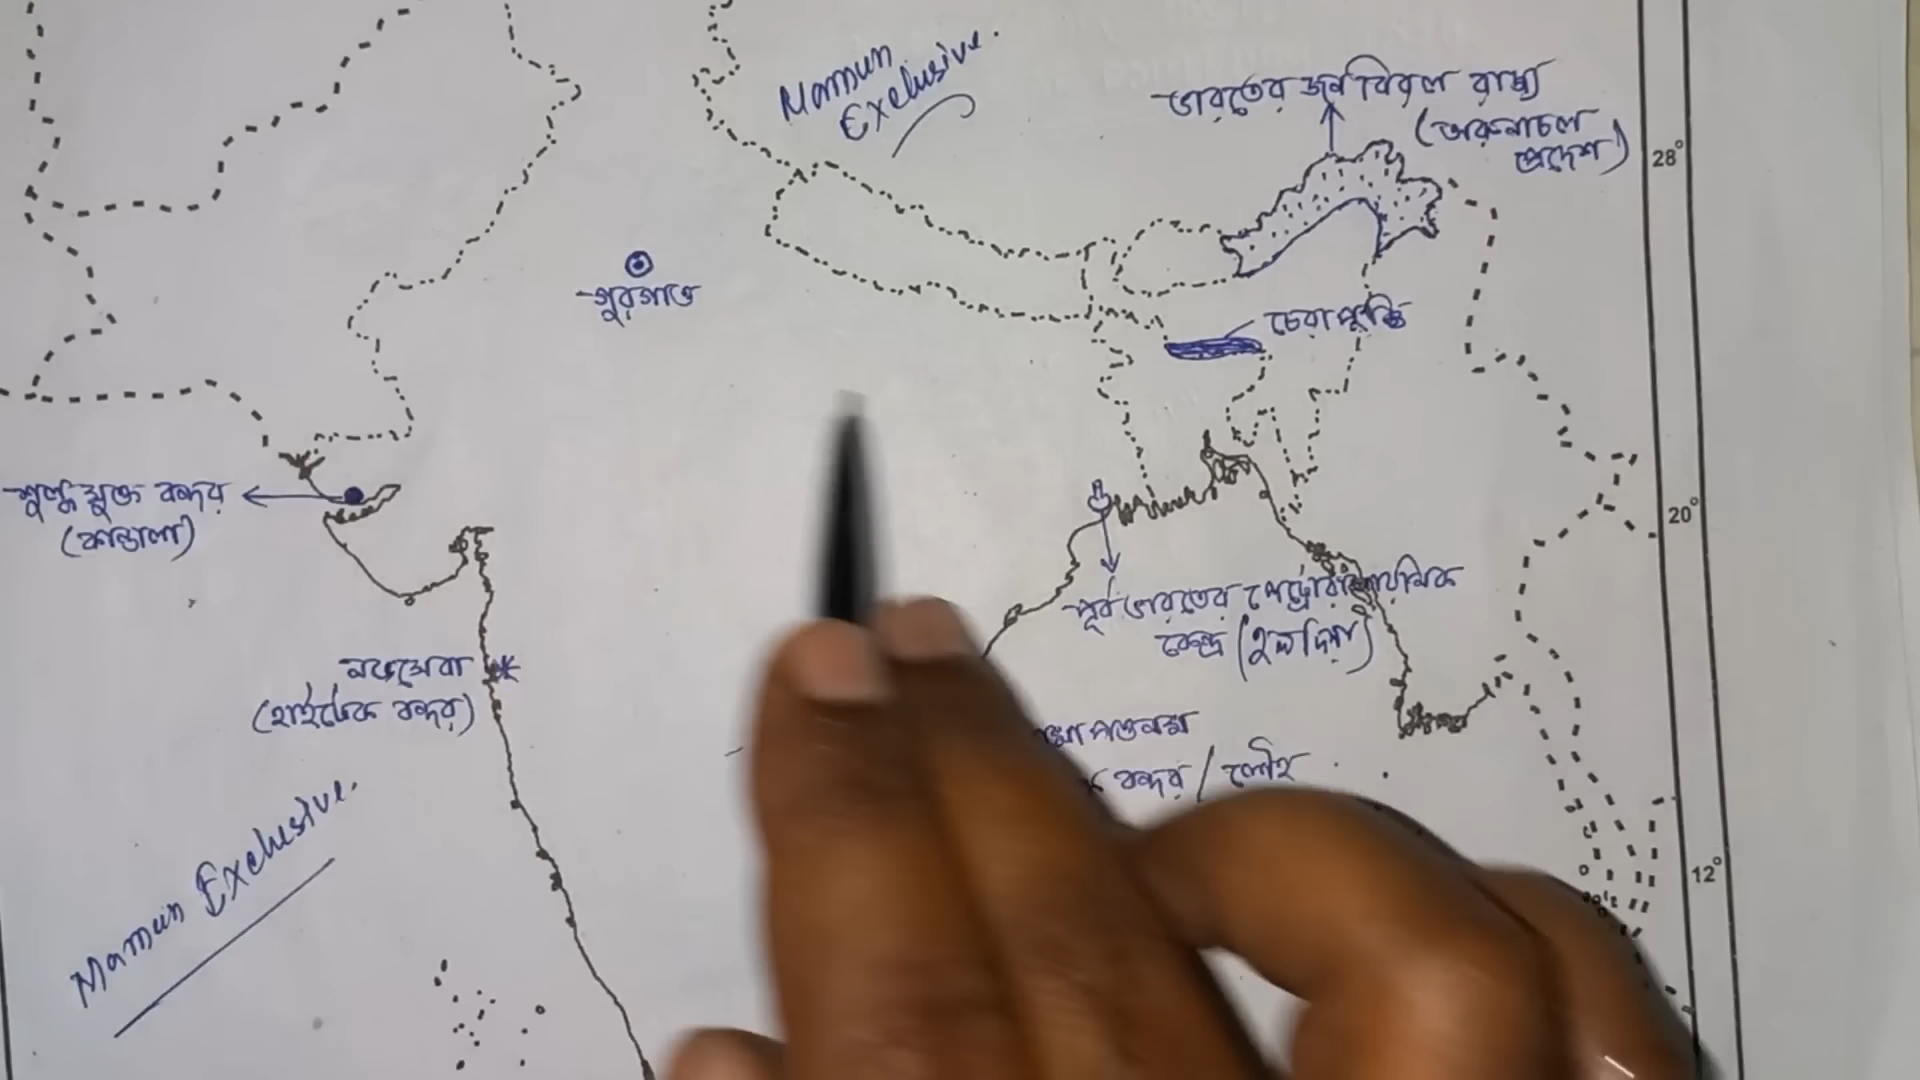 Mamun
Exclusive.
ভারতের জনবিরল রাজ্য
(অরুনাচল
প্রদেশ)
28°
গুরগাও
চেরাপুঞ্জি
শুল্ক মুক্ত বন্দর
(কান্ডালা)
20°
পূর্ব ভারতের পেট্রোরাসায়নিক
কেন্দ্র (হলদিয়া)
নভসেবা
(হাইটেক বন্দর)
বন্দর / লৌহ
Mamun Exclusive.
12°